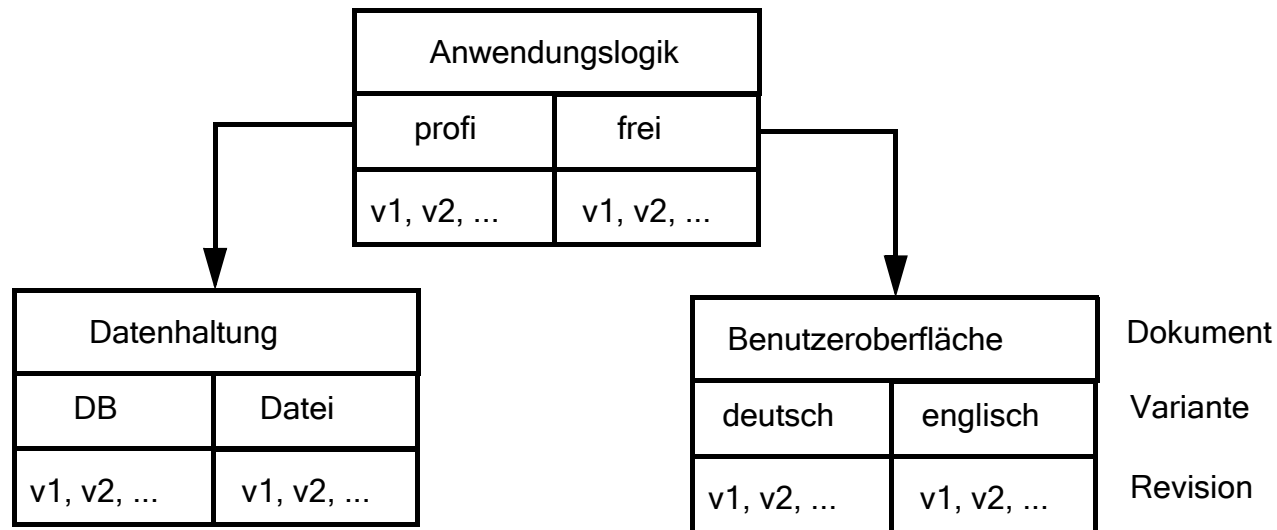 Anwendungslogik
profi frei
v1, v2, ... v1, v2, ...
Datenhaltung
DB Datei
v1, v2, ... v1, v2, ...
Benutzeroberfläche Dokument
deutsch englisch Variante
v1, v2, ... v1, v2, ... Revision